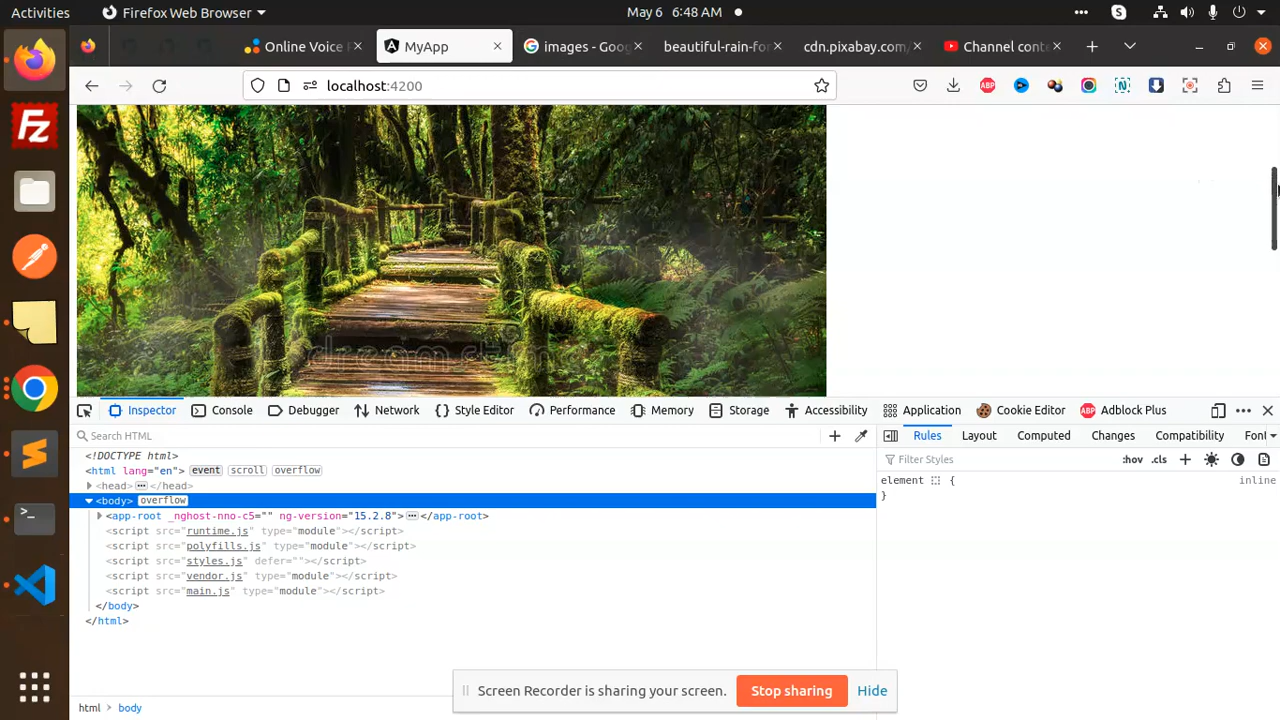 Activities Firefox Web Browser May 6 6:48 AM
Online Voice R MyApp images - Goog beautiful-rain-for cdn.pixabay.com/ Channel conte
localhost:4200
dreamstime
Inspector Console Debugger Network Style Editor Performance Memory Storage Accessibility Application Cookie Editor Adblock Plus
Search HTML
Rules Layout Computed Changes Compatibility Font
Filter Styles :hov .cls
<!DOCTYPE html>
<html lang="en"> event scroll overflow
<head> ••• </head>
<body> overflow
<app-root _nghost-nno-c5="" ng-version="15.2.8"> ••• </app-root>
<script src="runtime.js" type="module"></script>
<script src="polyfills.js" type="module"></script>
<script src="styles.js" defer=""></script>
<script src="vendor.js" type="module"></script>
<script src="main.js" type="module"></script>
</body>
</html>
element { inline
}
Screen Recorder is sharing your screen. Stop sharing Hide
html > body